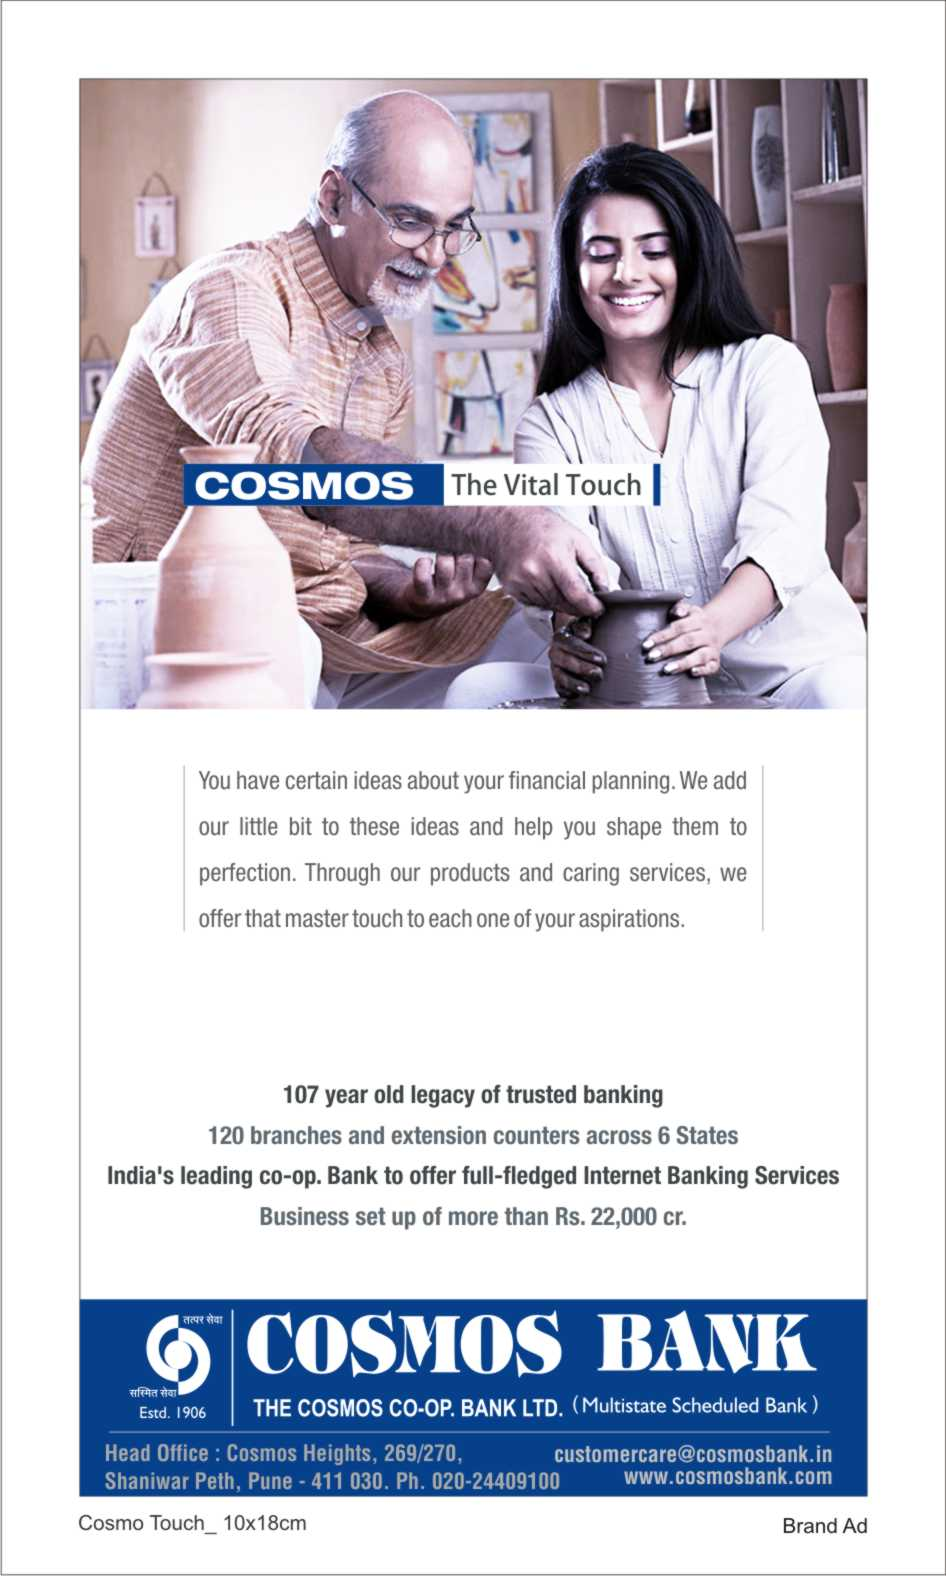 COSMOS The Vital Touch
You have certain ideas about your financial planning. We add
our little bit to these ideas and help you shape them to
perfection. Through our products and caring services, we
offer that master touch to each one of your aspirations.
107 year old legacy of trusted banking
120 branches and extension counters across 6 States
India's leading co-op. Bank to offer full-fledged Internet Banking Services
Business set up of more than Rs. 22,000 cr.
तत्पर सेवा
सस्मित सेवा
Estd. 1906
COSMOS BANK
THE COSMOS CO-OP. BANK LTD. (Multistate Scheduled Bank)
Head Office : Cosmos Heights, 269/270,
Shaniwar Peth, Pune - 411 030. Ph. 020-24409100
customercare@cosmosbank.in
www.cosmosbank.com
Cosmo Touch_ 10x18cm
Brand Ad